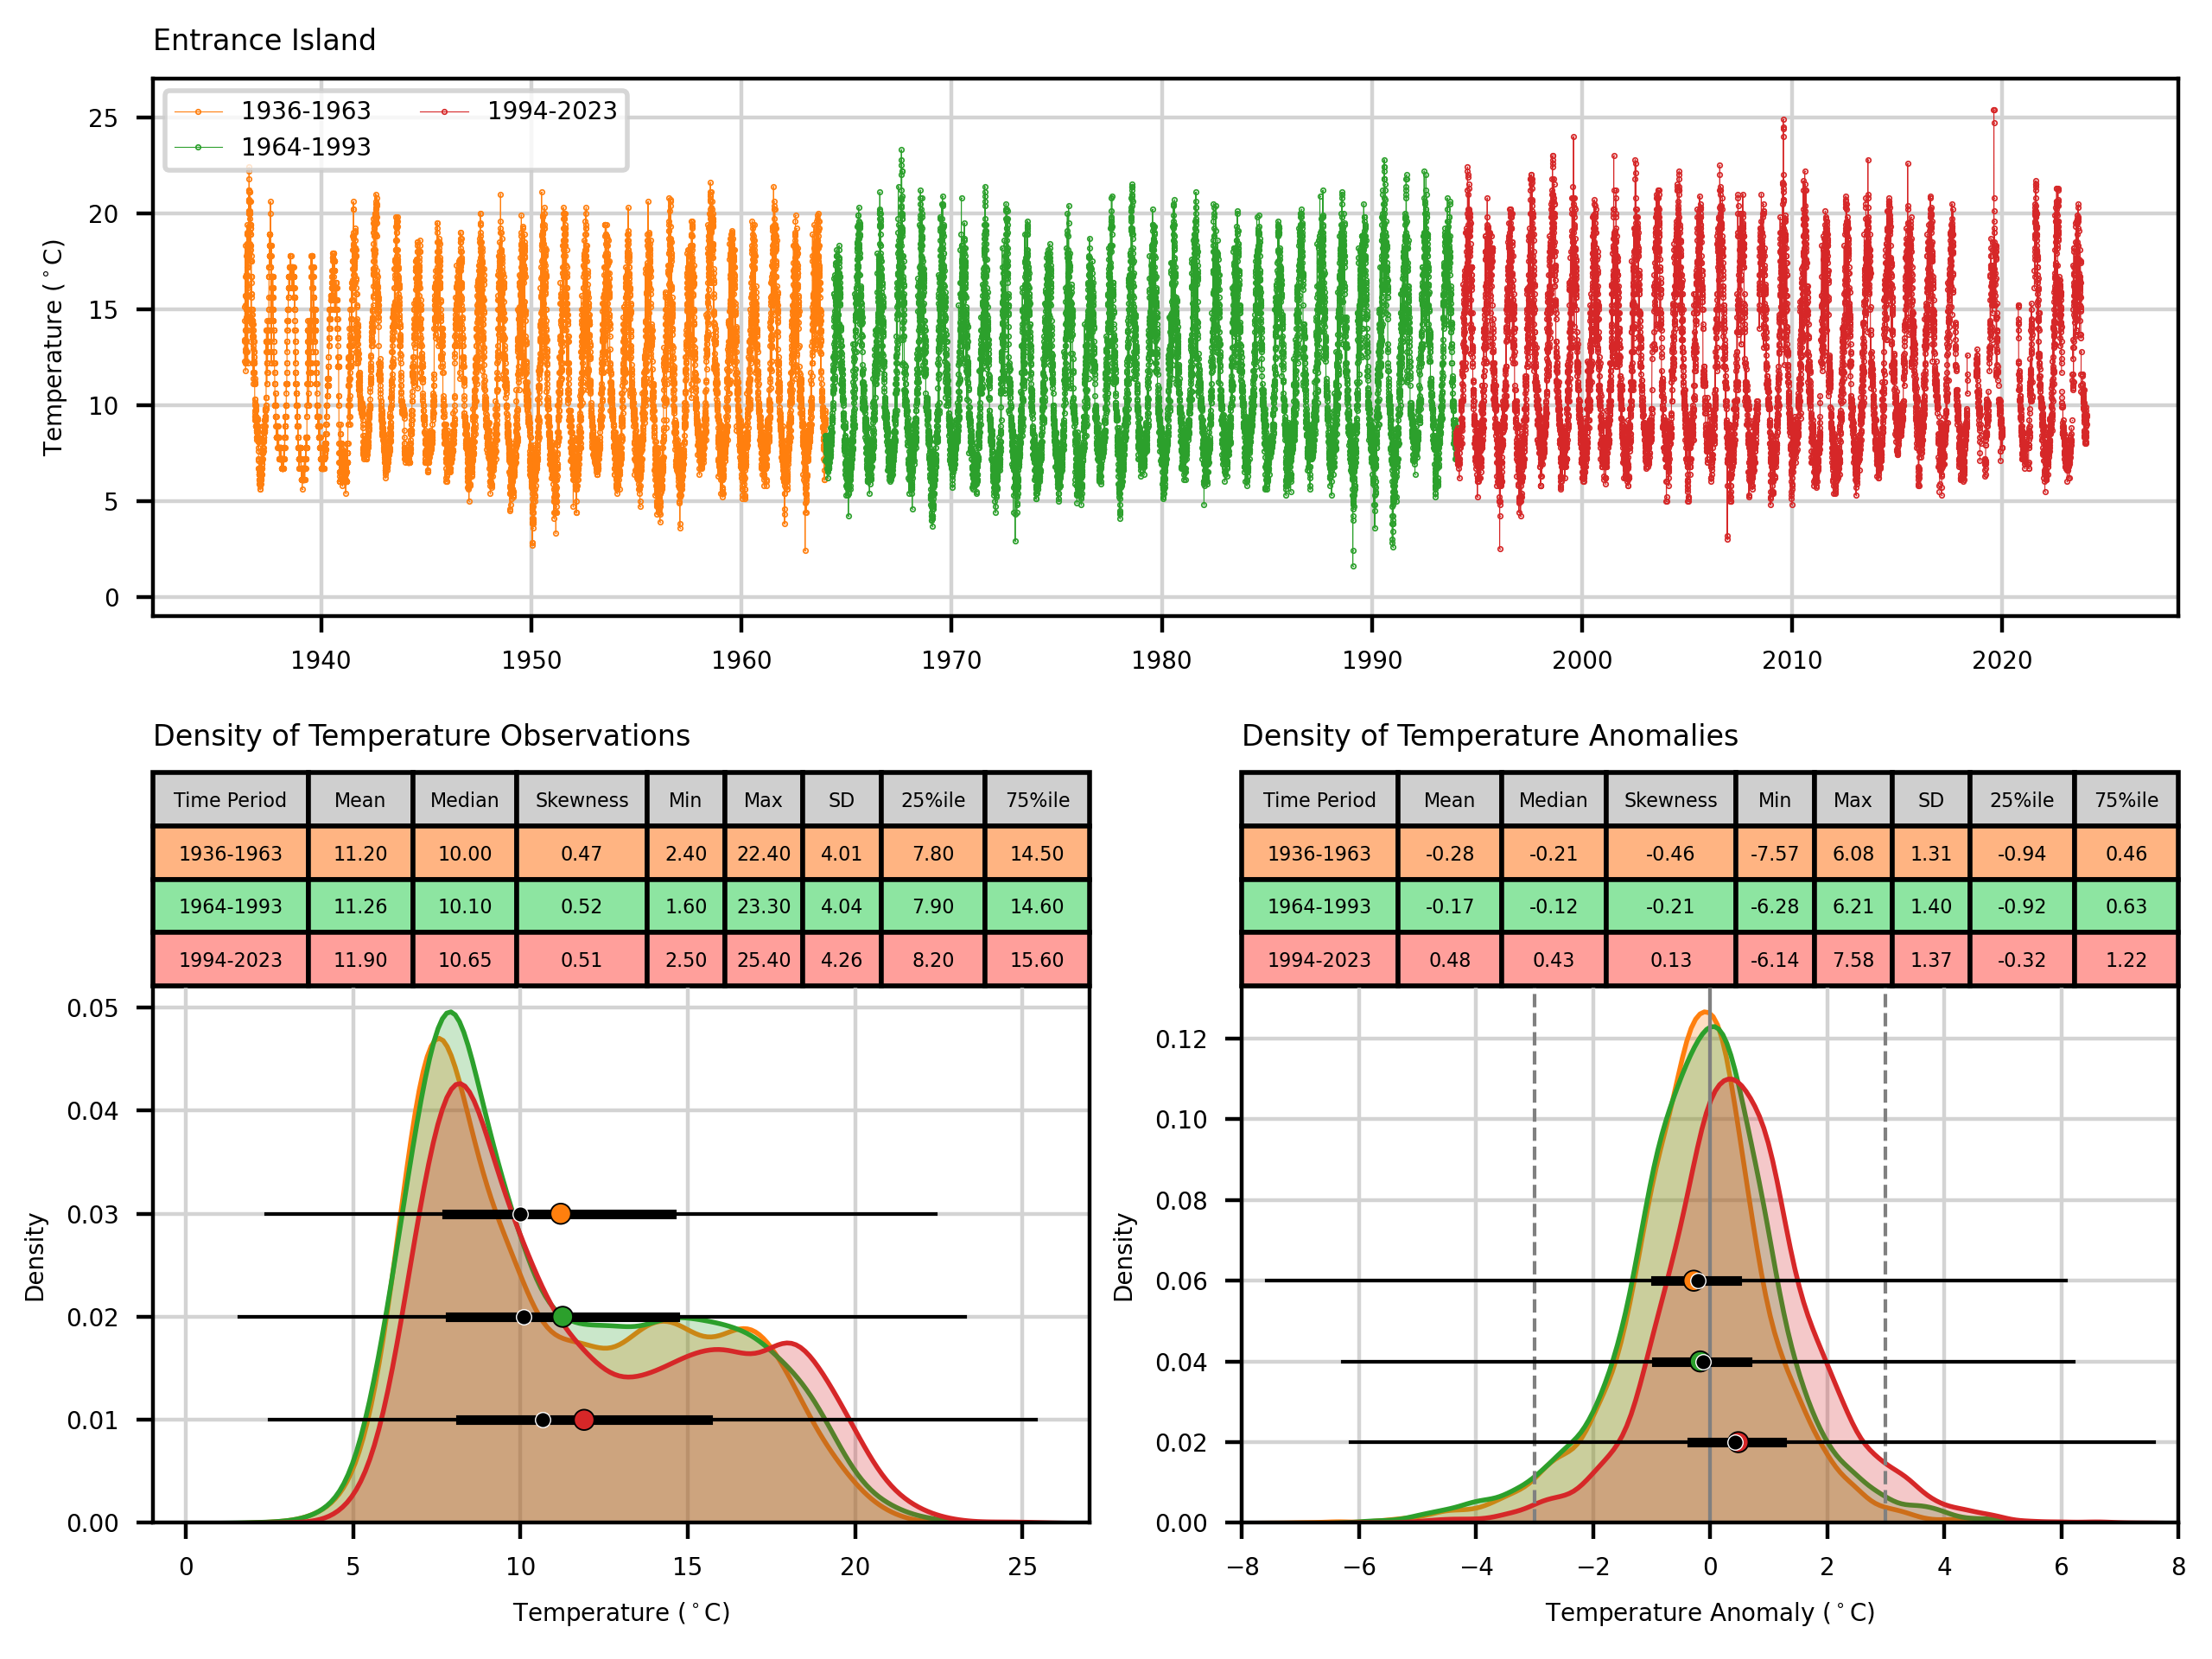 Entrance Island
1936-1963 1994-2023
1964-1993
Temperature (°C)
25
20
15
10
5
0
1940 1950 1960 1970 1980 1990 2000 2010 2020
Density of Temperature Observations
Time Period Mean Median Skewness Min Max SD 25%ile 75%ile
1936-1963 11.20 10.00 0.47 2.40 22.40 4.01 7.80 14.50
1964-1993 11.26 10.10 0.52 1.60 23.30 4.04 7.90 14.60
1994-2023 11.90 10.65 0.51 2.50 25.40 4.26 8.20 15.60
Density
0.05
0.04
0.03
0.02
0.01
0.00
0 5 10 15 20 25
Temperature (°C)
Density of Temperature Anomalies
Time Period Mean Median Skewness Min Max SD 25%ile 75%ile
1936-1963 -0.28 -0.21 -0.46 -7.57 6.08 1.31 -0.94 0.46
1964-1993 -0.17 -0.12 -0.21 -6.28 6.21 1.40 -0.92 0.63
1994-2023 0.48 0.43 0.13 -6.14 7.58 1.37 -0.32 1.22
Density
0.12
0.10
0.08
0.06
0.04
0.02
0.00
−8 −6 −4 −2 0 2 4 6 8
Temperature Anomaly (°C)